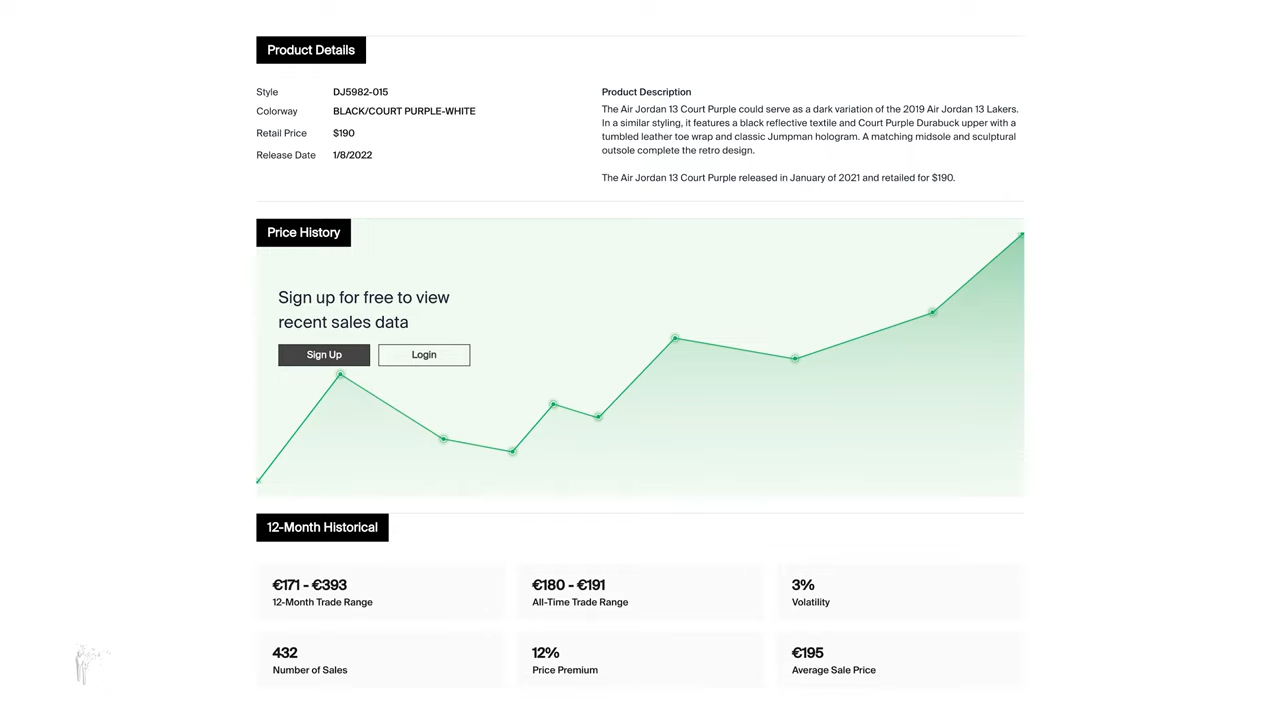 Product Details
Style DJ5982-015
Colorway BLACK/COURT PURPLE-WHITE
Retail Price $190
Release Date 1/8/2022
Product Description
The Air Jordan 13 Court Purple could serve as a dark variation of the 2019 Air Jordan 13 Lakers.
In a similar styling, it features a black reflective textile and Court Purple Durabuck upper with a
tumbled leather toe wrap and classic Jumpman hologram. A matching midsole and sculptural
outsole complete the retro design.
The Air Jordan 13 Court Purple released in January of 2021 and retailed for $190.
Price History
Sign up for free to view
recent sales data
Sign Up Login
12-Month Historical
€171 - €393
12-Month Trade Range
€180 - €191
All-Time Trade Range
3%
Volatility
432
Number of Sales
12%
Price Premium
€195
Average Sale Price